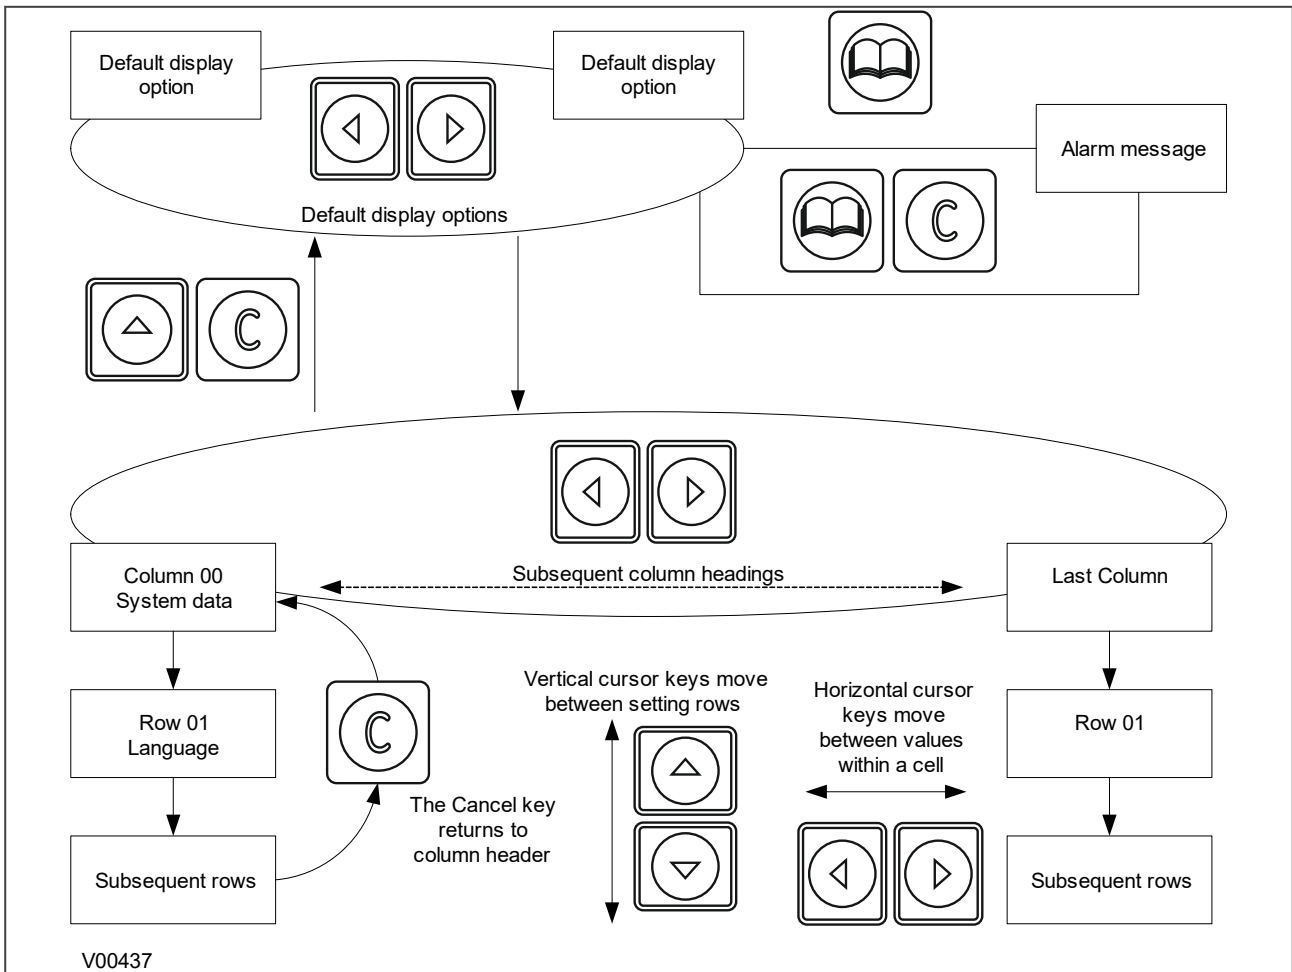 Default display
option
Default display
option
Alarm message
Default display options
C
C
Subsequent column headings
Column 00
System data
Last Column
Vertical cursor keys move
between setting rows
Horizontal cursor
keys move
between values
within a cell
Row 01
Language
C
Row 01
The Cancel key
returns to
column header
Subsequent rows
Subsequent rows
V00437